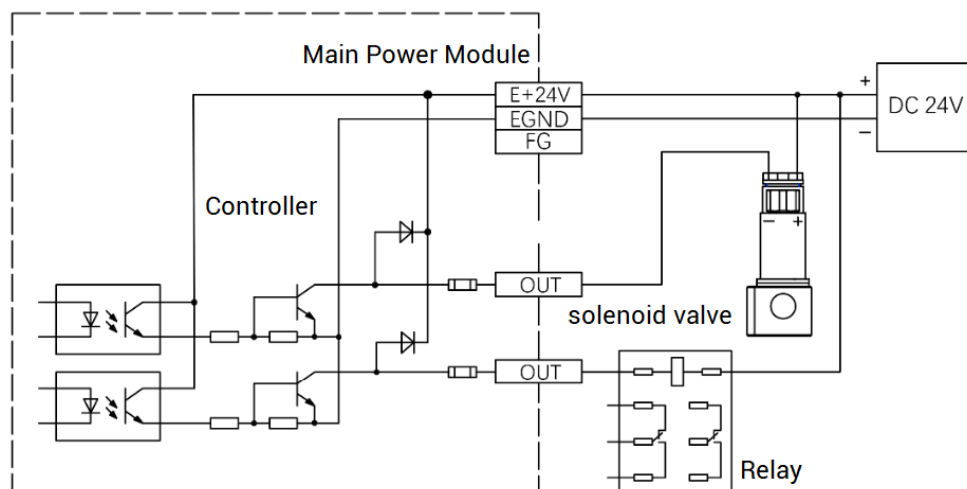 Main Power Module
E+24V
EGND
FG
+
DC 24V
−
Controller
− +
OUT
solenoid valve
OUT
Relay